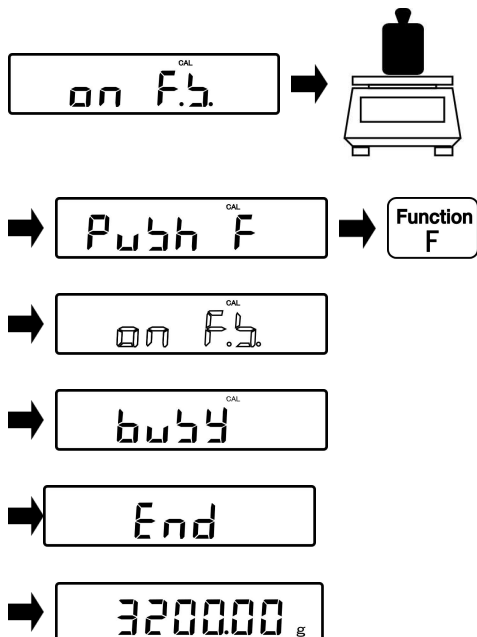 CAL
on F.S.
CAL
PuSh F
Function
F
CAL
on F.S.
CAL
buSY
End
3200.00 g